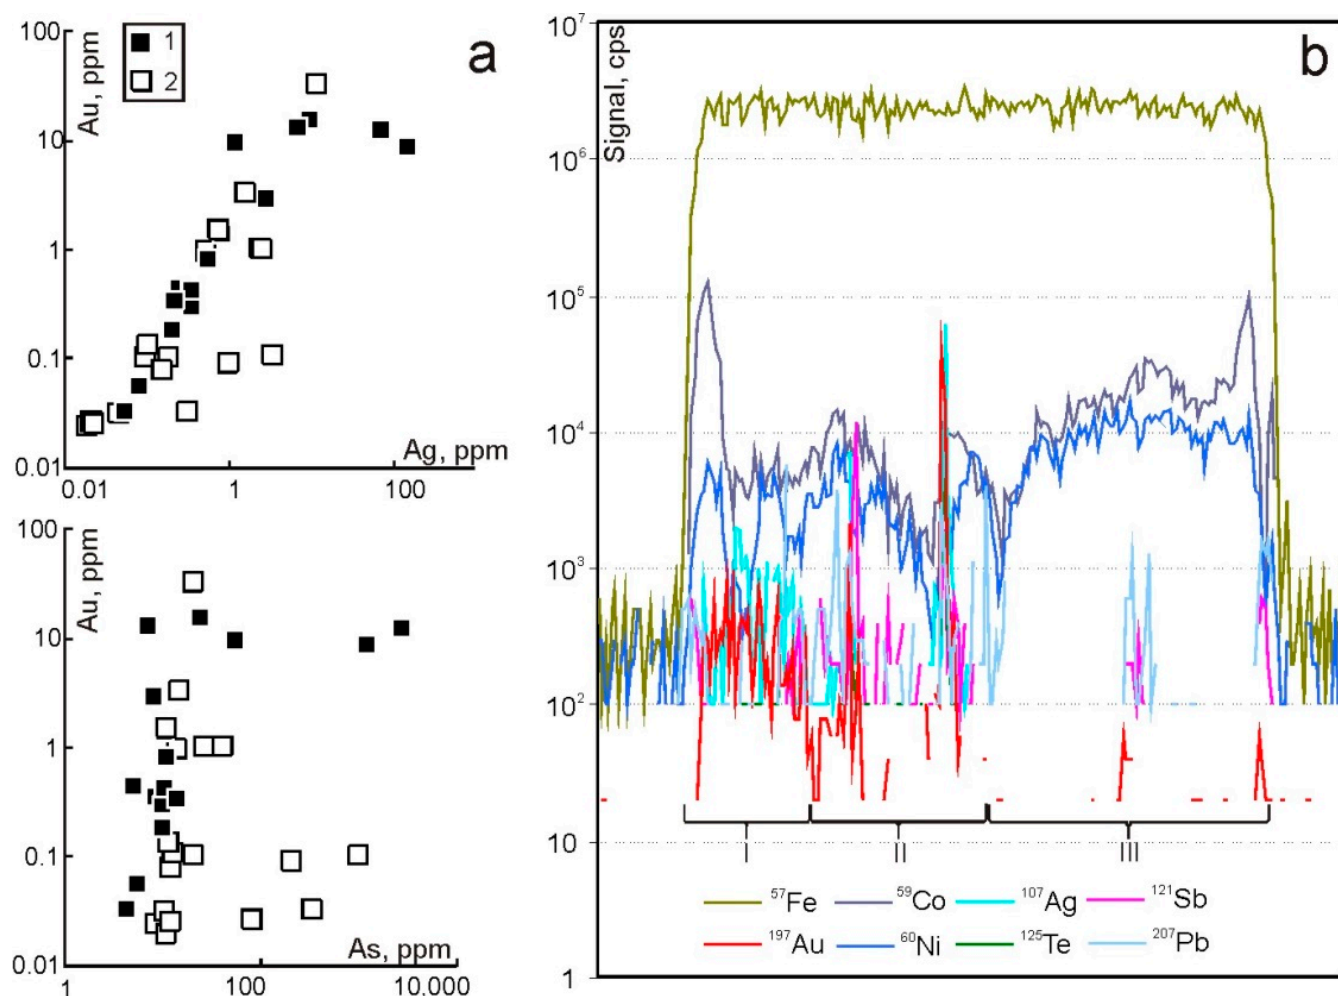 a
1
2
Au, ppm
100
10
1
0.1
0.01
0.01
1
100
Ag, ppm
Au, ppm
100
10
1
0.1
0.01
1
100
10,000
As, ppm
b
Signal, cps
10⁷
10⁶
10⁵
10⁴
10³
10²
10
1
I
II
III
⁵⁷Fe
⁵⁹Co
¹⁰⁷Ag
¹²¹Sb
¹⁹⁷Au
⁶⁰Ni
¹²⁵Te
²⁰⁷Pb